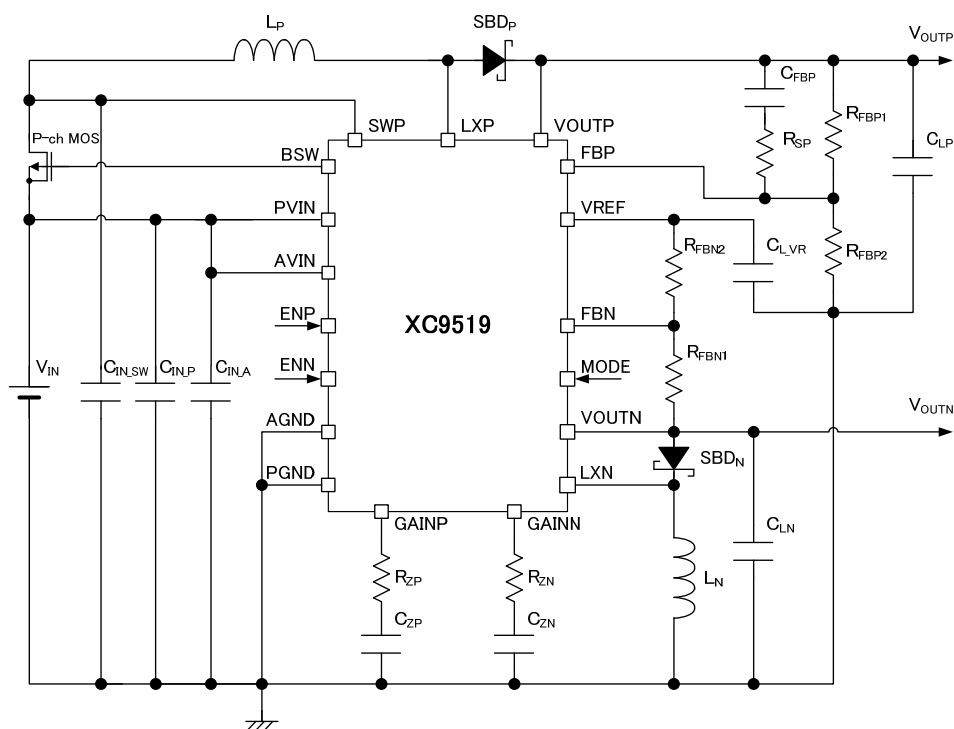 LP
SBDP
VOUTP
CFBP
RFBP1
RSP
CLP
P-ch MOS
SWP
LXP
VOUTP
BSW
FBP
PVIN
VREF
RFBN2
CL_VR
RFBP2
AVIN
XC9519
ENP
FBN
RFBN1
VIN
CIN_SW
CIN_P
CIN_A
ENN
MODE
AGND
VOUTN
VOUTN
SBDN
PGND
LXN
GAINP
GAINN
CLN
RZP
RZN
LN
CZP
CZN